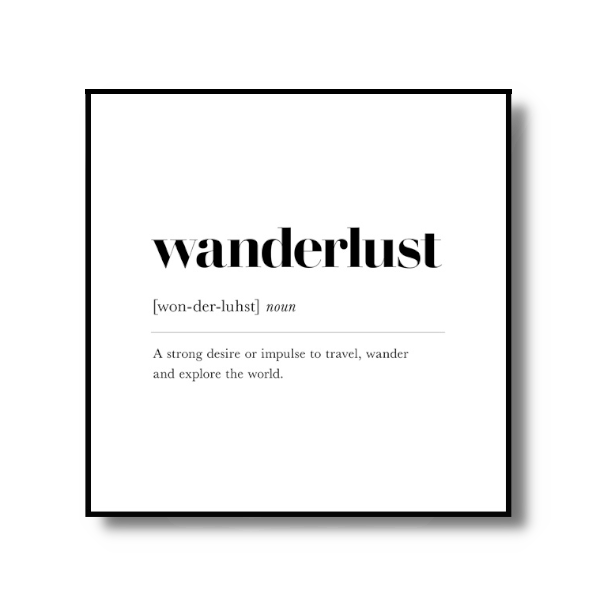 wanderlust
[won-der-luhst] noun
A strong desire or impulse to travel, wander
and explore the world.